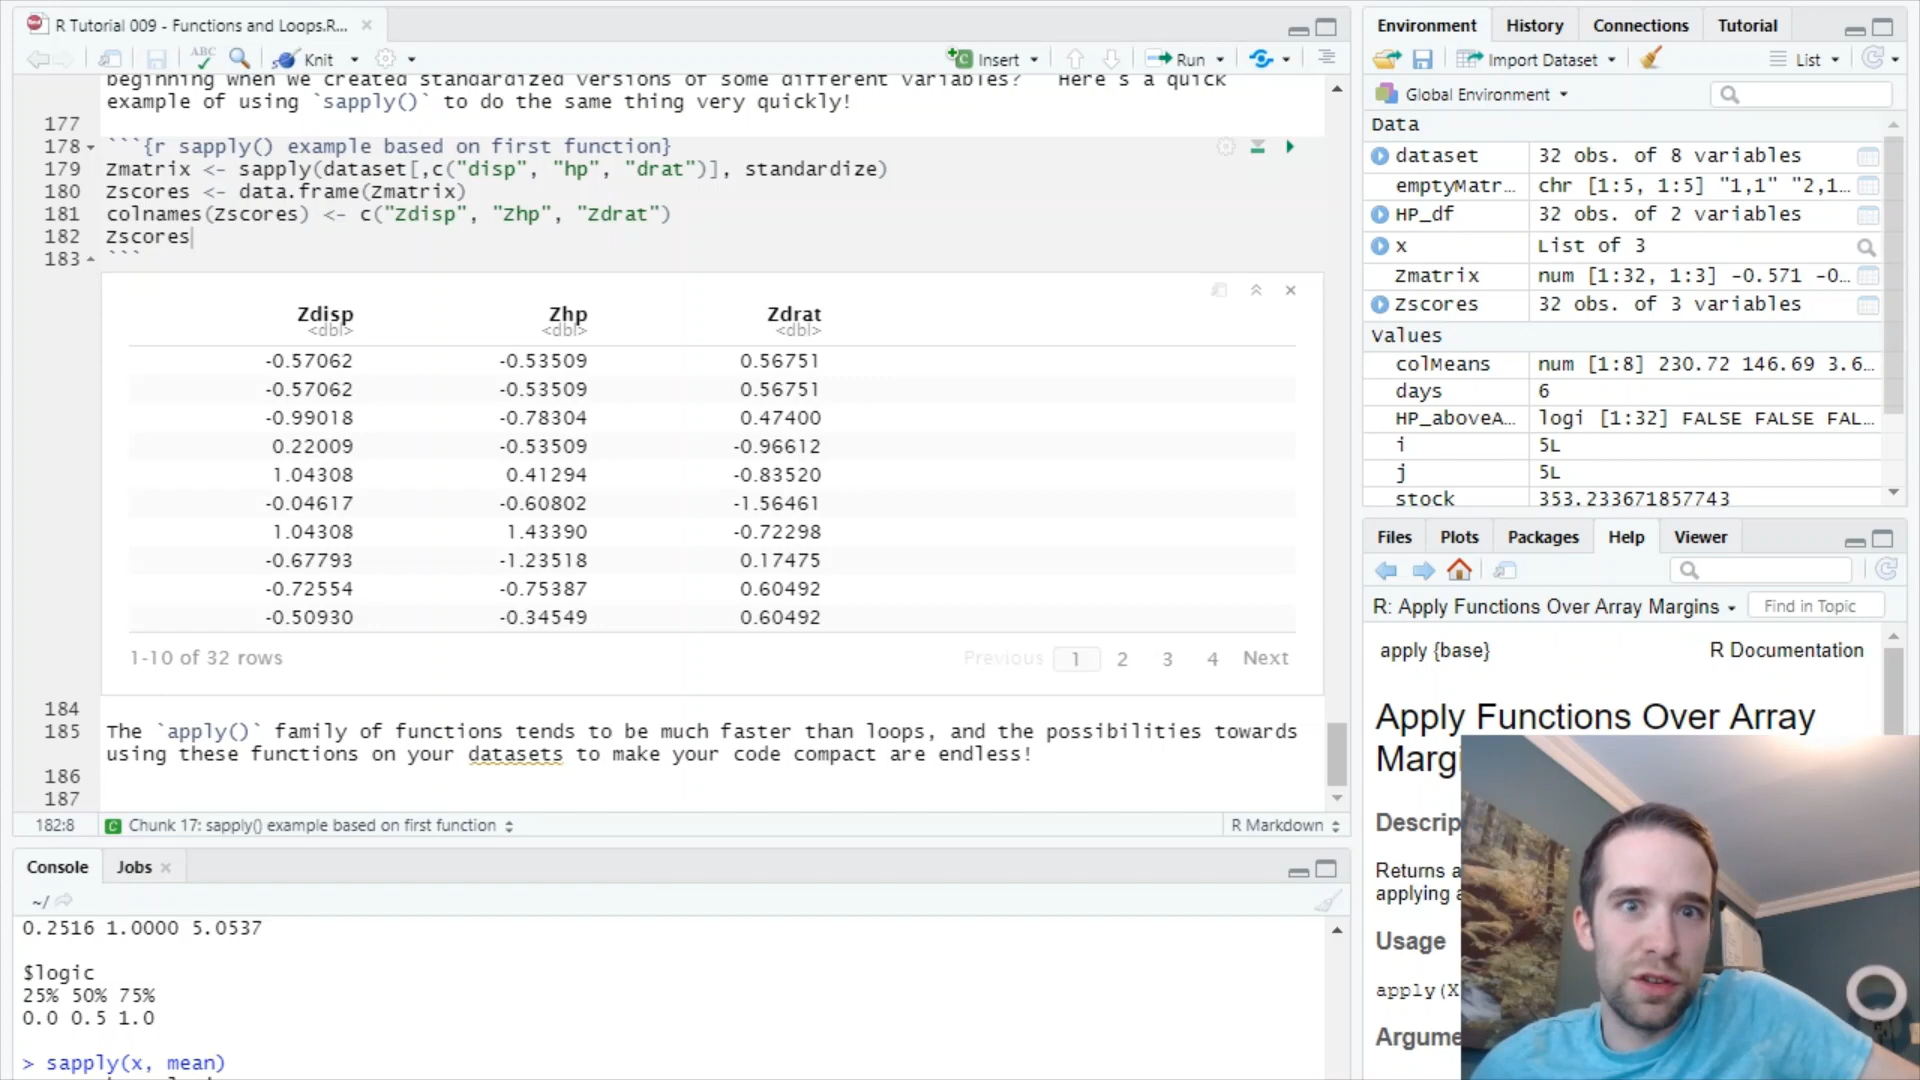 R Tutorial 009 - Functions and Loops.R...
ABC
Knit
Insert
Run
beginning when we created standardized versions of some different variables? Here's a quick
example of using `sapply()` to do the same thing very quickly!
177
178 ```{r sapply() example based on first function}
179 Zmatrix <- sapply(dataset[,c("disp", "hp", "drat")], standardize)
180 Zscores <- data.frame(Zmatrix)
181 colnames(Zscores) <- c("Zdisp", "Zhp", "Zdrat")
182 Zscores
183 ```
Zdisp Zhp Zdrat
<dbl> <dbl> <dbl>
-0.57062 -0.53509 0.56751
-0.57062 -0.53509 0.56751
-0.99018 -0.78304 0.47400
0.22009 -0.53509 -0.96612
1.04308 0.41294 -0.83520
-0.04617 -0.60802 -1.56461
1.04308 1.43390 -0.72298
-0.67793 -1.23518 0.17475
-0.72554 -0.75387 0.60492
-0.50930 -0.34549 0.60492
1-10 of 32 rows Previous 1 2 3 4 Next
184
185 The `apply()` family of functions tends to be much faster than loops, and the possibilities towards
using these functions on your datasets to make your code compact are endless!
186
187
182:8 Chunk 17: sapply() example based on first function R Markdown
Console Jobs
~/
0.2516 1.0000 5.0537
$logic
25% 50% 75%
0.0 0.5 1.0
> sapply(x, mean)
Environment History Connections Tutorial
Import Dataset List
Global Environment
Data
dataset 32 obs. of 8 variables
emptyMatr... chr [1:5, 1:5] "1,1" "2,1...
HP_df 32 obs. of 2 variables
x List of 3
Zmatrix num [1:32, 1:3] -0.571 -0...
Zscores 32 obs. of 3 variables
Values
colMeans num [1:8] 230.72 146.69 3.6...
days 6
HP_aboveA... logi [1:32] FALSE FALSE FAL...
i 5L
j 5L
stock 353.233671857743
Files Plots Packages Help Viewer
R: Apply Functions Over Array Margins Find in Topic
apply {base} R Documentation
Apply Functions Over Array
Margi
Descrip
Returns a
applying a
Usage
apply(X
Argume